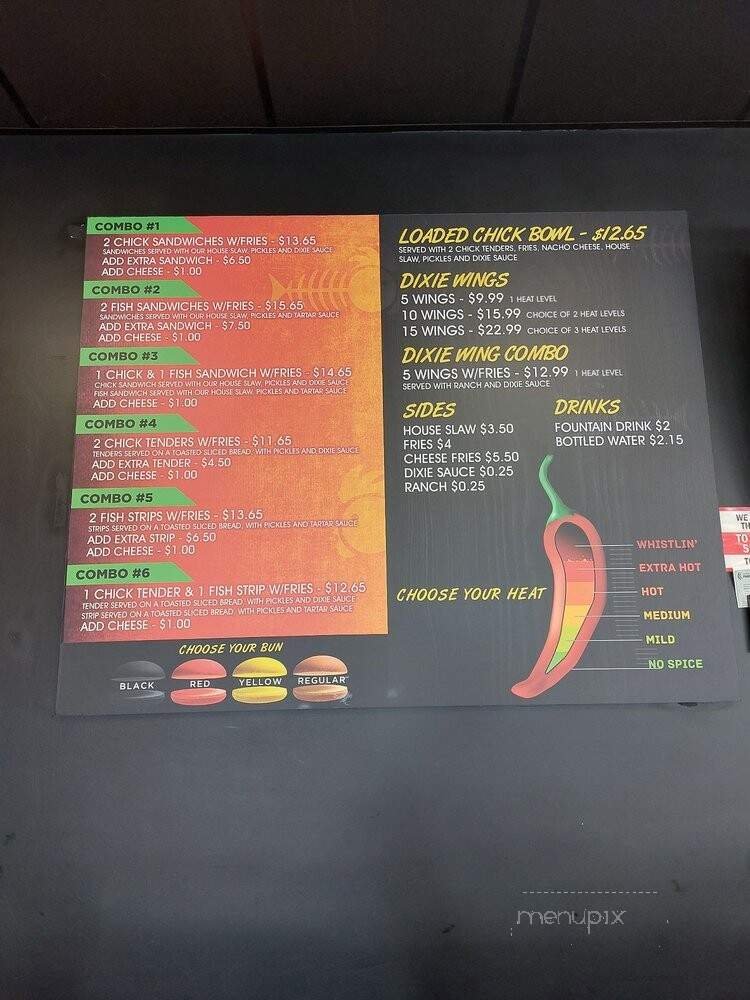 COMBO #1
2 CHICK SANDWICHES W/FRIES - $13.65
SANDWICHES SERVED WITH OUR HOUSE SLAW, PICKLES AND DIXIE SAUCE
ADD EXTRA SANDWICH - $6.50
ADD CHEESE - $1.00
COMBO #2
2 FISH SANDWICHES W/FRIES - $15.65
SANDWICHES SERVED WITH OUR HOUSE SLAW, PICKLES AND TARTAR SAUCE
ADD EXTRA SANDWICH - $7.50
ADD CHEESE - $1.00
COMBO #3
1 CHICK & 1 FISH SANDWICH W/FRIES - $14.65
CHICK SANDWICH SERVED WITH OUR HOUSE SLAW, PICKLES AND DIXIE SAUCE
FISH SANDWICH SERVED WITH OUR HOUSE SLAW, PICKLES AND TARTAR SAUCE
ADD CHEESE - $1.00
COMBO #4
2 CHICK TENDERS W/FRIES - $11.65
TENDERS SERVED ON A TOASTED SLICED BREAD, WITH PICKLES AND DIXIE SAUCE
ADD EXTRA TENDER - $4.50
ADD CHEESE - $1.00
COMBO #5
2 FISH STRIPS W/FRIES - $13.65
STRIPS SERVED ON A TOASTED SLICED BREAD, WITH PICKLES AND TARTAR SAUCE
ADD EXTRA STRIP - $6.50
ADD CHEESE - $1.00
COMBO #6
1 CHICK TENDER & 1 FISH STRIP W/FRIES - $12.65
TENDER SERVED ON A TOASTED SLICED BREAD, WITH PICKLES AND DIXIE SAUCE
STRIP SERVED ON A TOASTED SLICED BREAD, WITH PICKLES AND TARTAR SAUCE
ADD CHEESE - $1.00
CHOOSE YOUR BUN
BLACK RED YELLOW REGULAR
LOADED CHICK BOWL - $12.65
SERVED WITH 2 CHICK TENDERS, FRIES, NACHO CHEESE, HOUSE
SLAW, PICKLES AND DIXIE SAUCE
DIXIE WINGS
5 WINGS - $9.99 1 HEAT LEVEL
10 WINGS - $15.99 CHOICE OF 2 HEAT LEVELS
15 WINGS - $22.99 CHOICE OF 3 HEAT LEVELS
DIXIE WING COMBO
5 WINGS W/FRIES - $12.99 1 HEAT LEVEL
SERVED WITH RANCH AND DIXIE SAUCE
SIDES
HOUSE SLAW $3.50
FRIES $4
CHEESE FRIES $5.50
DIXIE SAUCE $0.25
RANCH $0.25
DRINKS
FOUNTAIN DRINK $2
BOTTLED WATER $2.15
CHOOSE YOUR HEAT
WHISTLIN'
EXTRA HOT
HOT
MEDIUM
MILD
NO SPICE
WE
TH
TO
menupix